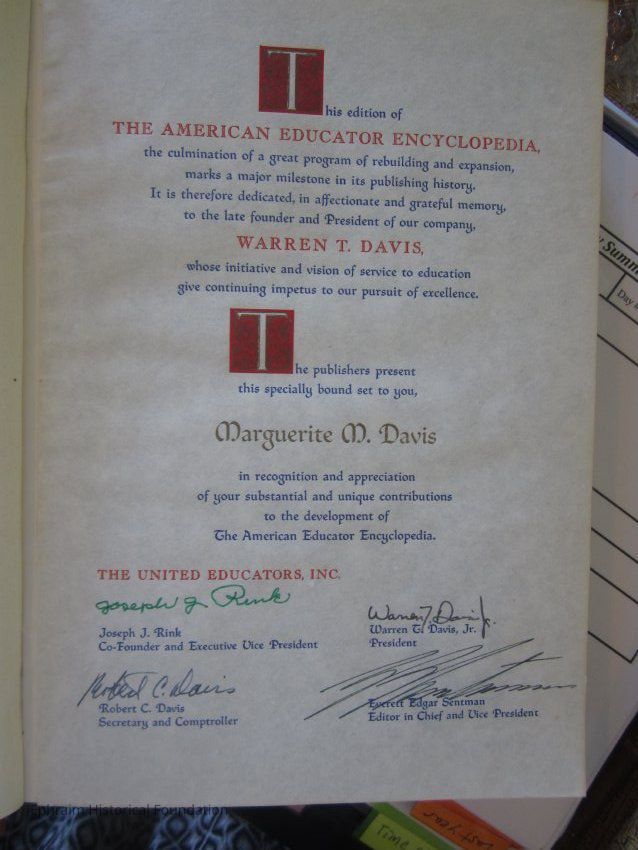 This edition of
THE AMERICAN EDUCATOR ENCYCLOPEDIA,
the culmination of a great program of rebuilding and expansion,
marks a major milestone in its publishing history.
It is therefore dedicated, in affectionate and grateful memory,
to the late founder and President of our company,
WARREN T. DAVIS,
whose initiative and vision of service to education
give continuing impetus to our pursuit of excellence.
The publishers present
this specially bound set to you,
Marguerite M. Davis
in recognition and appreciation
of your substantial and unique contributions
to the development of
The American Educator Encyclopedia.
THE UNITED EDUCATORS, INC.
Joseph J. Rink
Joseph J. Rink
Co-Founder and Executive Vice President
Warren T. Davis, Jr.
Warren T. Davis, Jr.
President
Robert C. Davis
Robert C. Davis
Secretary and Comptroller
Everett Edgar Sentman
Editor in Chief and Vice President
Ephraim Historical Foundation
Summ
Day
last year